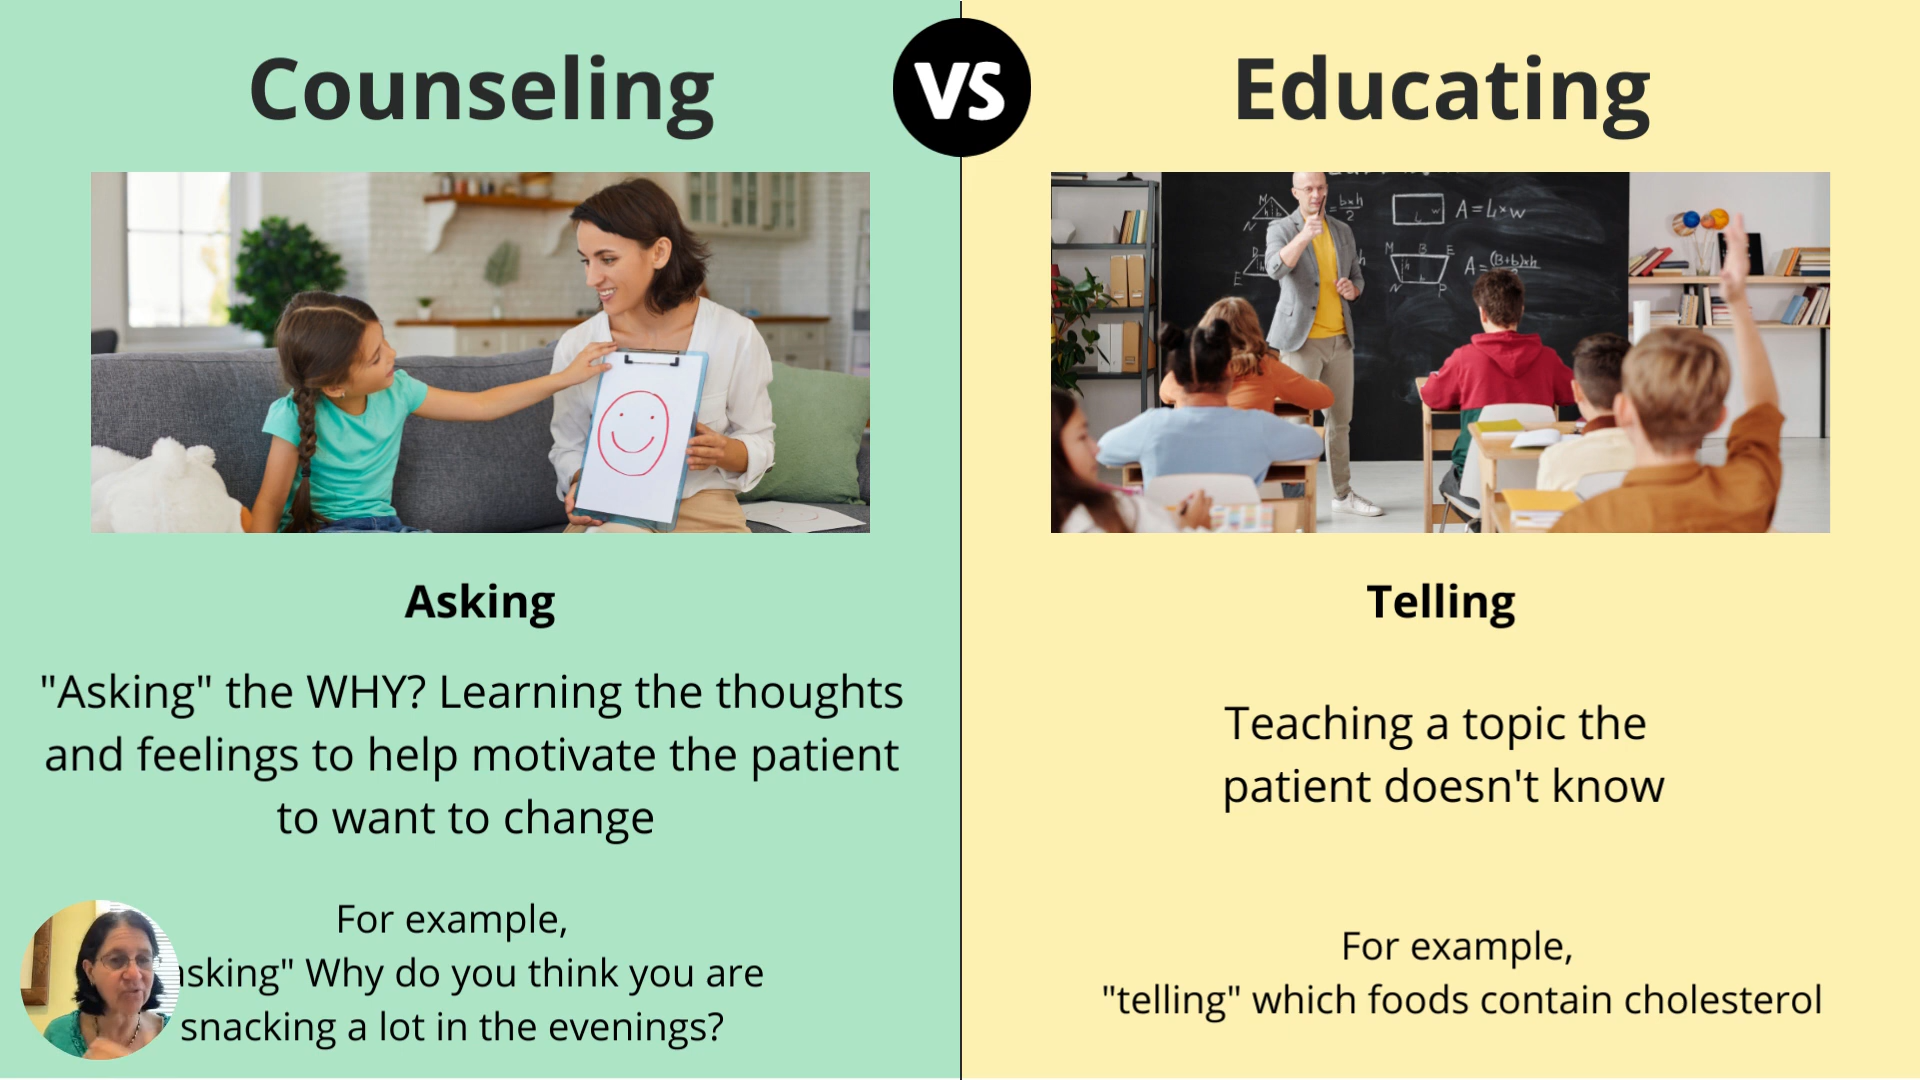 Counseling
VS
Educating
Asking
"Asking" the WHY? Learning the thoughts
and feelings to help motivate the patient
to want to change
For example,
Why do you think you are
snacking a lot in the evenings?
A=L×w
Telling
Teaching a topic the
patient doesn't know
For example,
"telling" which foods contain cholesterol